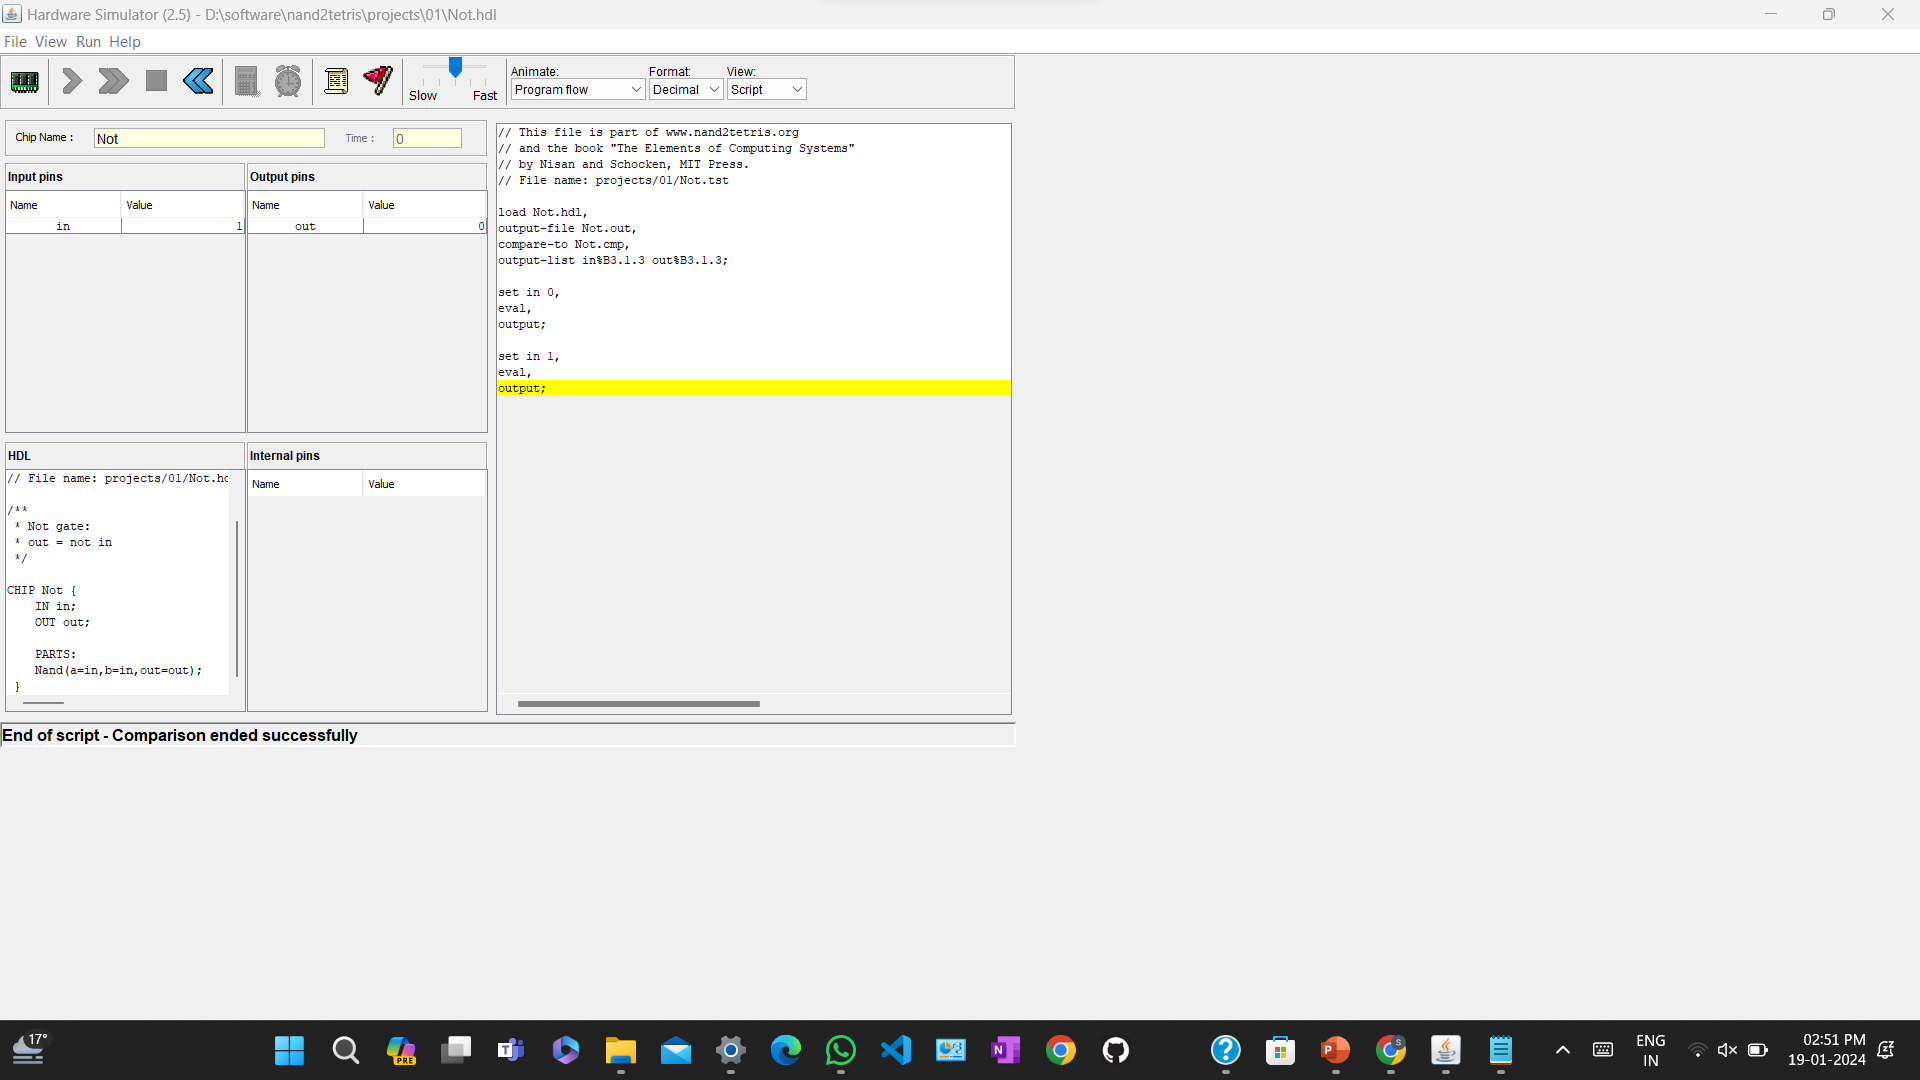 Hardware Simulator (2.5) - D:\software\nand2tetris\projects\01\Not.hdl
File View Run Help
Slow Fast
Animate: Format: View:
Program flow Decimal Script
Chip Name : Not Time : 0
Input pins
Name Value
in 1
Output pins
Name Value
out 0
HDL
// File name: projects/01/Not.hd
/**
* Not gate:
* out = not in
*/
CHIP Not {
IN in;
OUT out;
PARTS:
Nand(a=in,b=in,out=out);
}
Internal pins
Name Value
// This file is part of www.nand2tetris.org
// and the book "The Elements of Computing Systems"
// by Nisan and Schocken, MIT Press.
// File name: projects/01/Not.tst
load Not.hdl,
output-file Not.out,
compare-to Not.cmp,
output-list in%B3.1.3 out%B3.1.3;
set in 0,
eval,
output;
set in 1,
eval,
output;
End of script - Comparison ended successfully
17°
PRE
ENG
IN
02:51 PM
19-01-2024